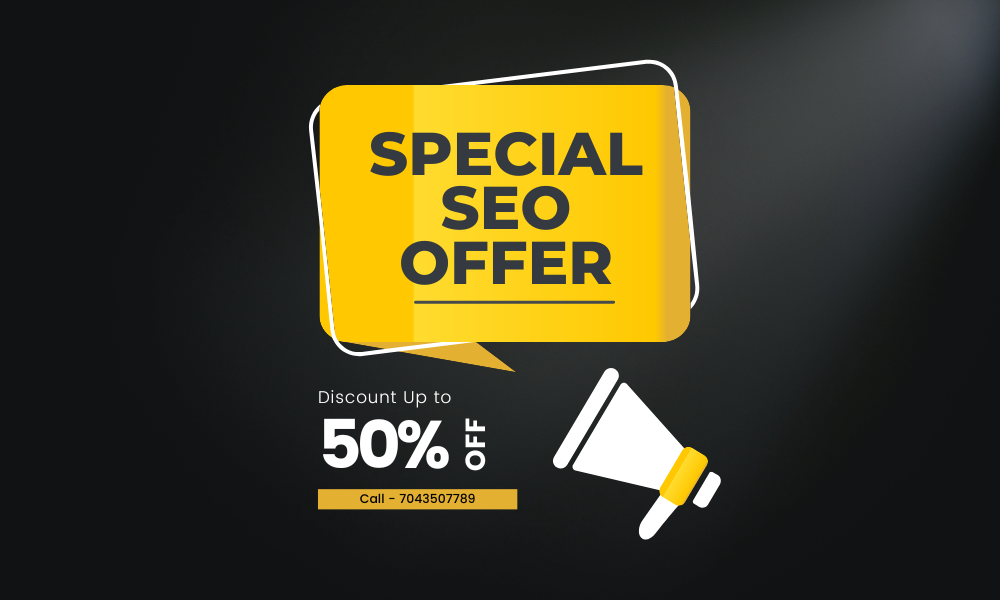 SPECIAL
SEO
OFFER
Discount Up to
50% OFF
Call - 7043507789